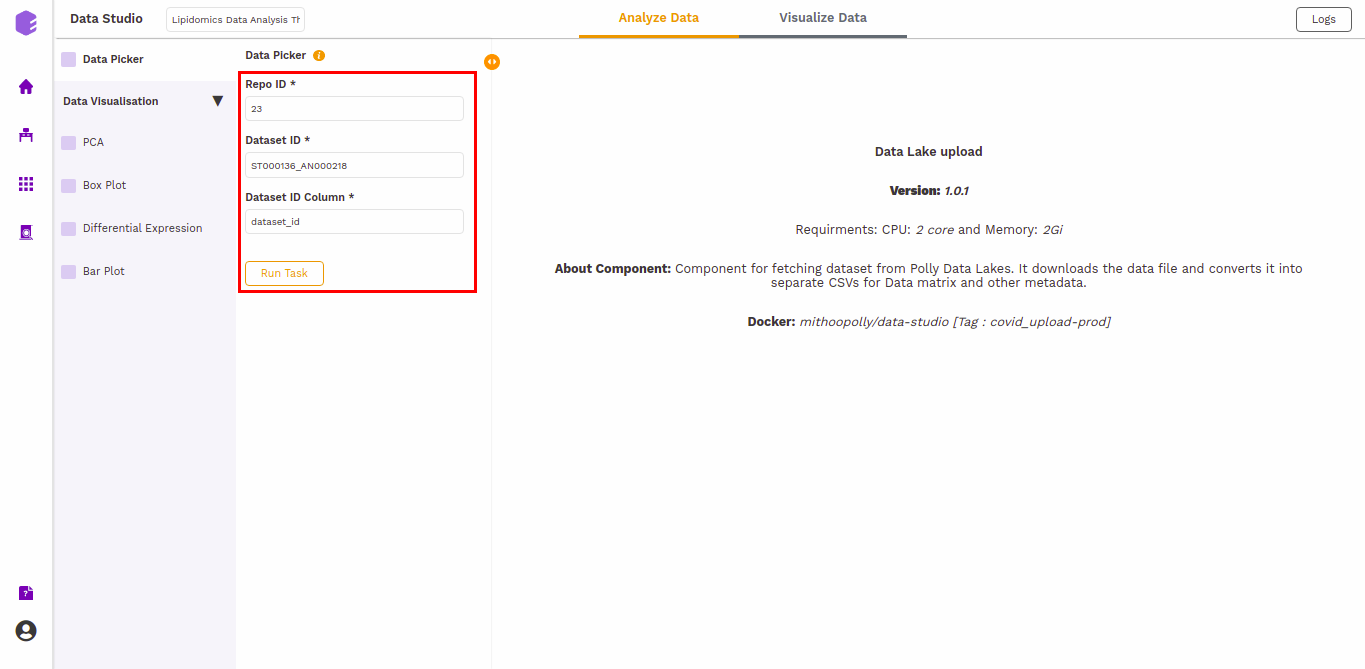 Data Studio
Lipidomics Data Analysis Th
Analyze Data
Visualize Data
Logs
Data Picker
Data Visualisation
PCA
Box Plot
Differential Expression
Bar Plot
Data Picker
Repo ID *
23
Dataset ID *
ST000136_AN000218
Dataset ID Column *
dataset_id
Run Task
Data Lake upload
Version: 1.0.1
Requirments: CPU: 2 core and Memory: 2Gi
About Component: Component for fetching dataset from Polly Data Lakes. It downloads the data file and converts it into
separate CSVs for Data matrix and other metadata.
Docker: mithoopolly/data-studio [Tag : covid_upload-prod]